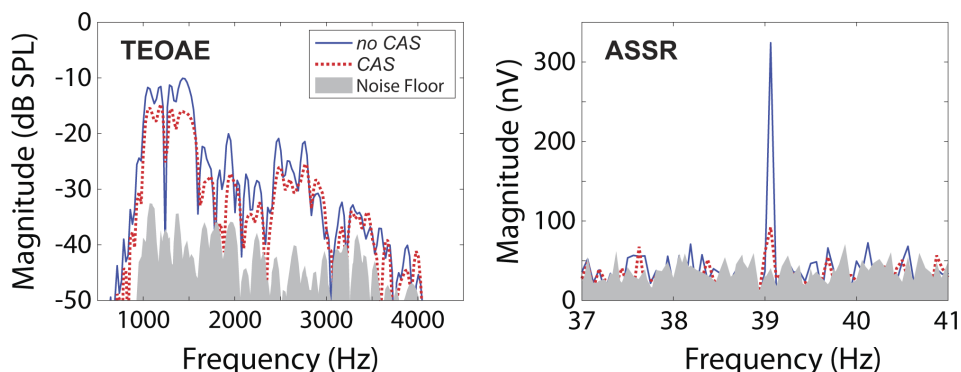 TEOAE
no CAS
CAS
Noise Floor
Magnitude (dB SPL)
0
-10
-20
-30
-40
-50
1000
2000
3000
4000
Frequency (Hz)
ASSR
Magnitude (nV)
300
200
100
0
37
38
39
40
41
Frequency (Hz)